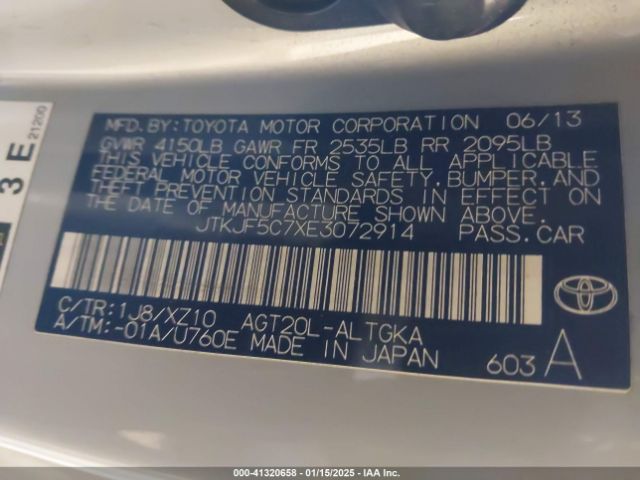 MFD. BY: TOYOTA MOTOR CORPORATION 06/13
GVWR 4150LB GAWR FR 2535LB RR 2095LB
THIS VEHICLE CONFORMS TO ALL APPLICABLE
FEDERAL MOTOR VEHICLE SAFETY, BUMPER, AND
THEFT PREVENTION STANDARDS IN EFFECT ON
THE DATE OF MANUFACTURE SHOWN ABOVE.
JTKJF5C7XE3072914 PASS.CAR
C/TR:1J8/XZ10 AGT20L-ALTGKA
A/TM:-01A/U760E MADE IN JAPAN
603 A
TOYOTA
3 E
21200
000-41320658 - 01/15/2025 - IAA Inc.